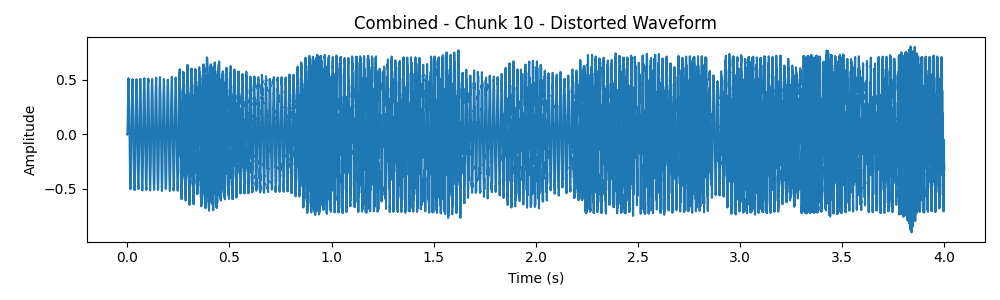 Combined - Chunk 10 - Distorted Waveform
Amplitude
0.5
0.0
−0.5
0.0 0.5 1.0 1.5 2.0 2.5 3.0 3.5 4.0
Time (s)